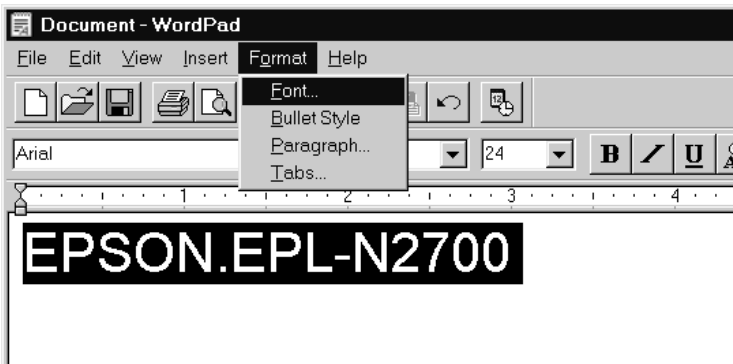 Document - WordPad
File Edit View Insert Format Help
Font...
Bullet Style
Paragraph...
Tabs...
Arial 24 B / U
1 2 3 4
EPSON.EPL-N2700